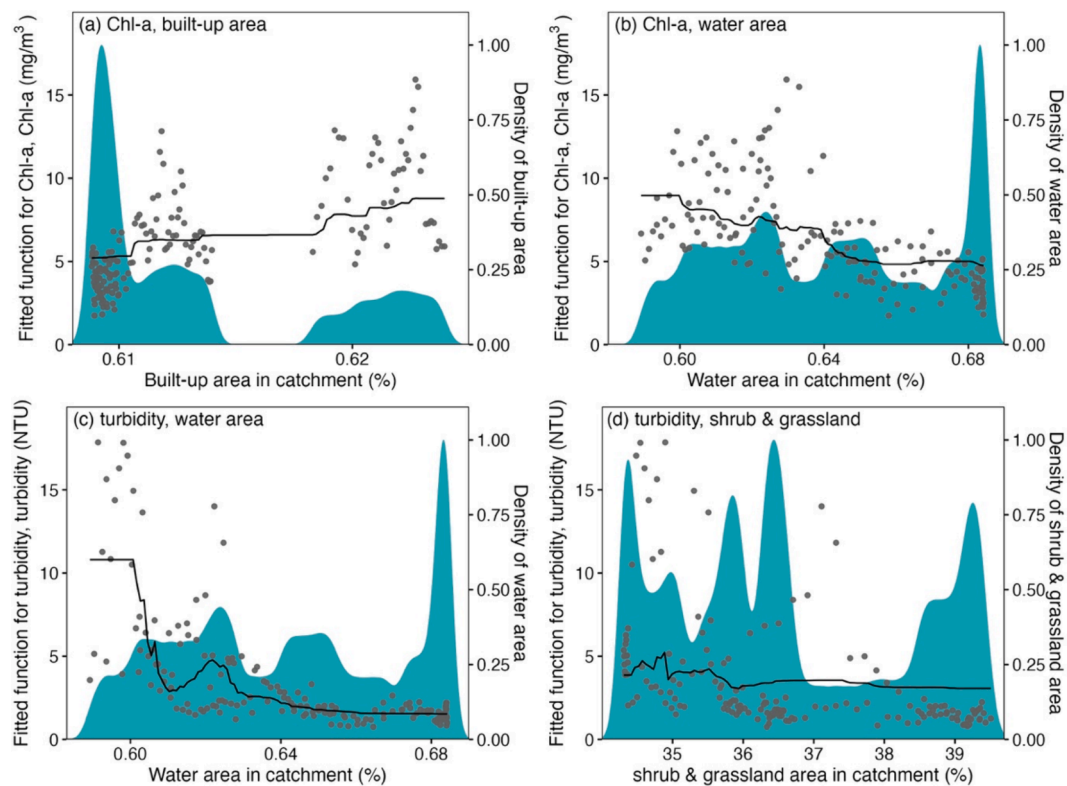 (a) Chl-a, built-up area
Fitted function for Chl-a, Chl-a (mg/m³)
15
10
5
0
1.00
0.75
0.50
0.25
0.00
Density of
built-up area
0.61
0.62
Built-up area in catchment (%)
(b) Chl-a, water area
Fitted function for Chl-a, Chl-a (mg/m³)
15
10
5
0
1.00
0.75
0.50
0.25
0.00
Density of
water area
0.60
0.64
0.68
Water area in catchment (%)
(c) turbidity, water area
Fitted function for turbidity, turbidity (NTU)
15
10
5
0
1.00
0.75
0.50
0.25
0.00
Density of
water area
0.60
0.64
0.68
Water area in catchment (%)
(d) turbidity, shrub & grassland
Fitted function for turbidity, turbidity (NTU)
15
10
5
0
1.00
0.75
0.50
0.25
0.00
Density of shrub &
grassland area
35
36
37
38
39
shrub & grassland area in catchment (%)